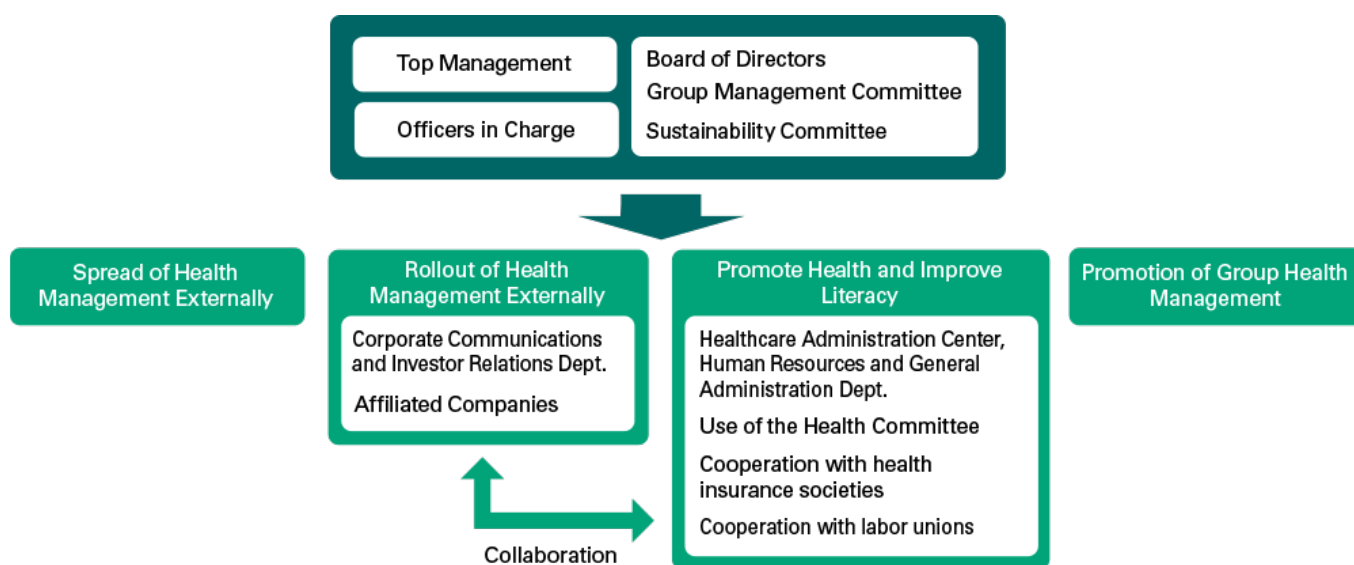 Top Management
Officers in Charge
Board of Directors
Group Management Committee
Sustainability Committee
Spread of Health
Management Externally
Rollout of Health
Management Externally
Corporate Communications
and Investor Relations Dept.
Affiliated Companies
Promote Health and Improve
Literacy
Healthcare Administration Center,
Human Resources and General
Administration Dept.
Use of the Health Committee
Cooperation with health
insurance societies
Cooperation with labor unions
Promotion of Group Health
Management
Collaboration